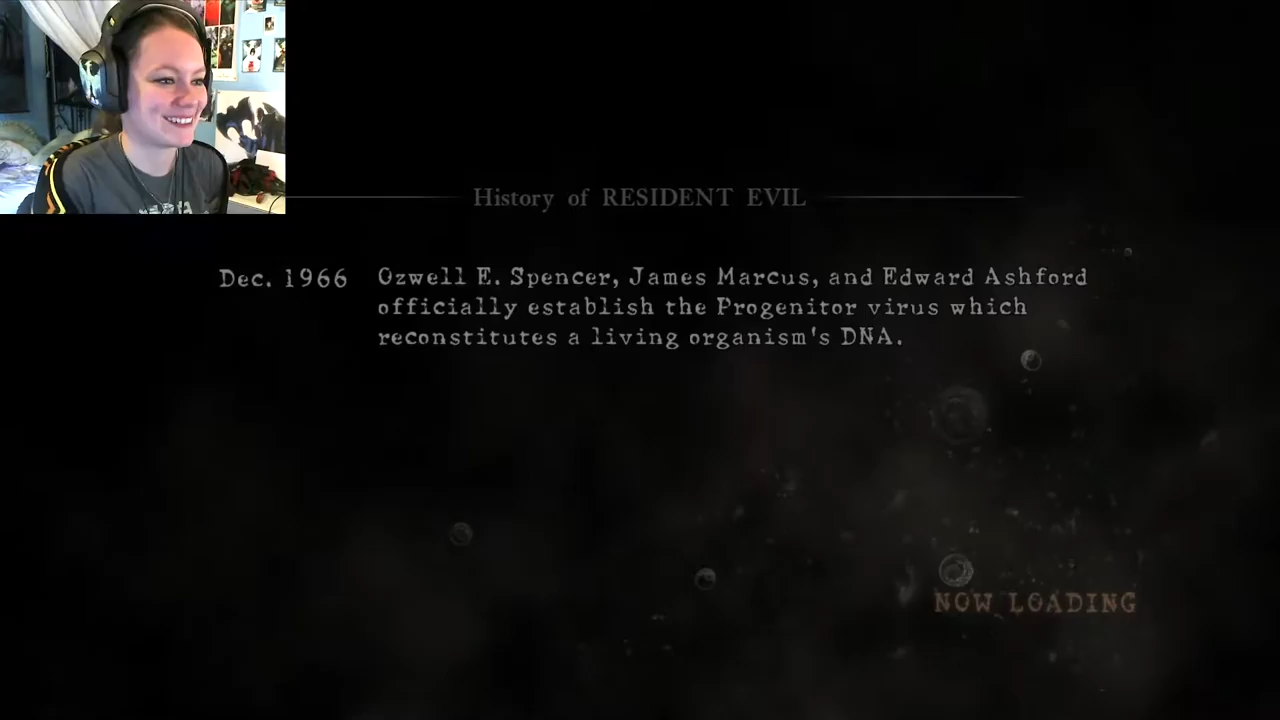 History of RESIDENT EVIL
Dec. 1966 Ozwell E. Spencer, James Marcus, and Edward Ashford
officially establish the Progenitor virus which
reconstitutes a living organism's DNA.
NOW LOADING